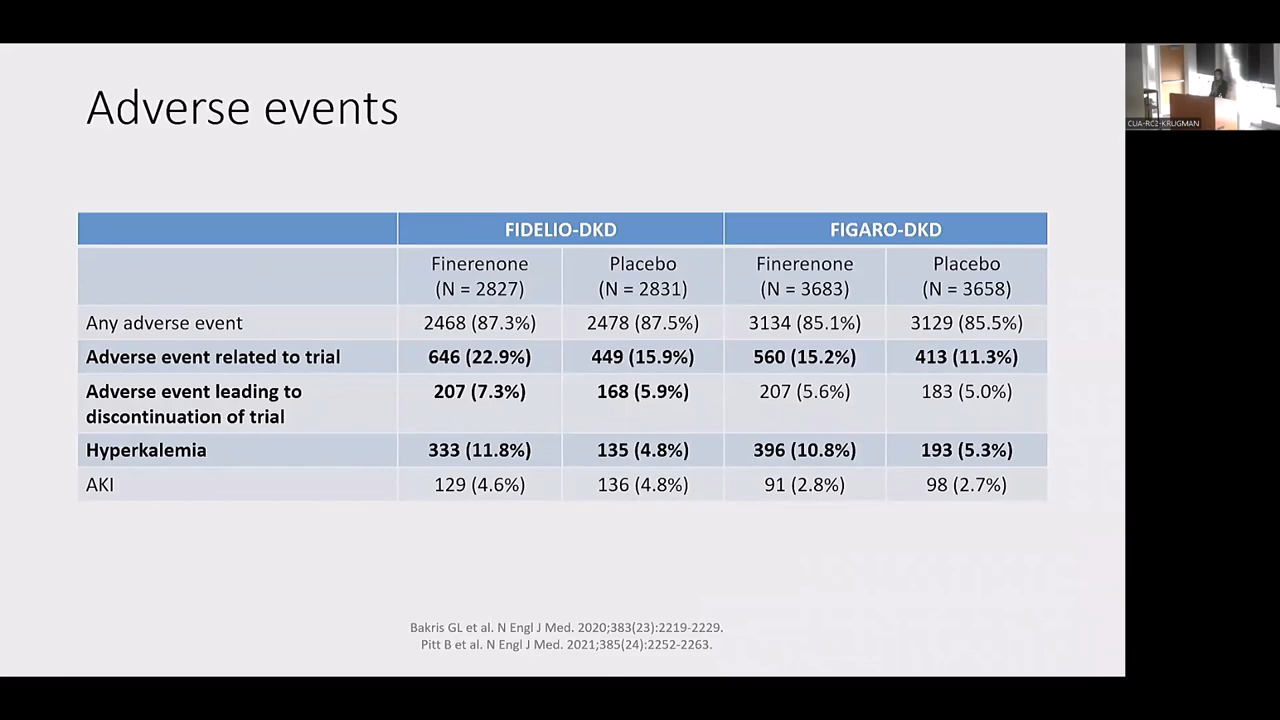 Adverse events
FIDELIO-DKD FIGARO-DKD
Finerenone Placebo Finerenone Placebo
(N = 2827) (N = 2831) (N = 3683) (N = 3658)
Any adverse event 2468 (87.3%) 2478 (87.5%) 3134 (85.1%) 3129 (85.5%)
Adverse event related to trial 646 (22.9%) 449 (15.9%) 560 (15.2%) 413 (11.3%)
Adverse event leading to
discontinuation of trial 207 (7.3%) 168 (5.9%) 207 (5.6%) 183 (5.0%)
Hyperkalemia 333 (11.8%) 135 (4.8%) 396 (10.8%) 193 (5.3%)
AKI 129 (4.6%) 136 (4.8%) 91 (2.8%) 98 (2.7%)
Bakris GL et al. N Engl J Med. 2020;383(23):2219-2229.
Pitt B et al. N Engl J Med. 2021;385(24):2252-2263.
CUA-RC2-KRUGMAN